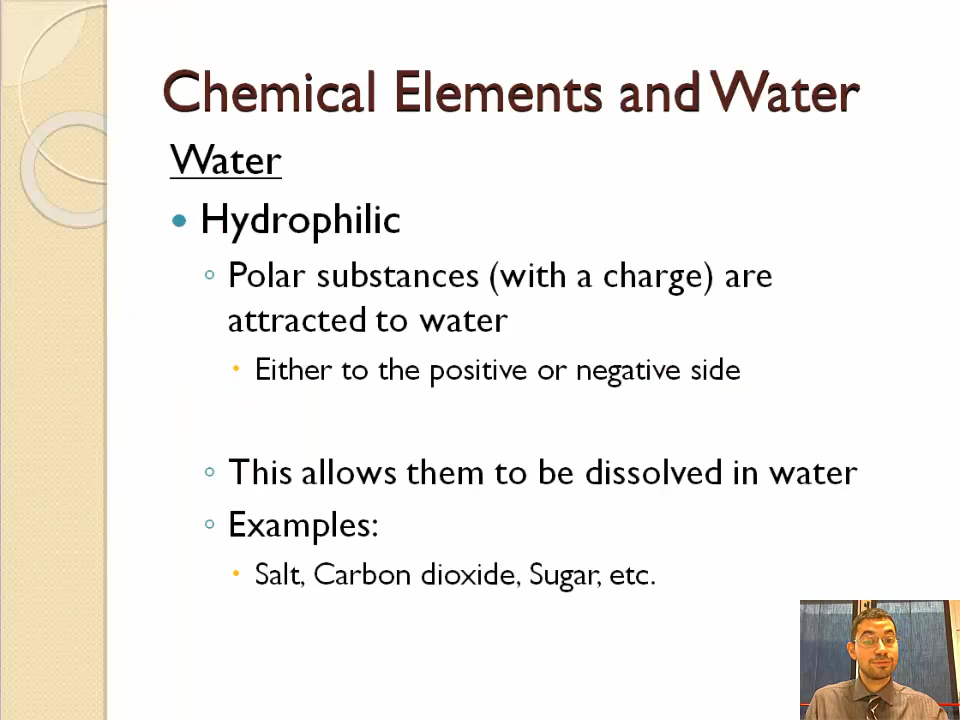 Chemical Elements and Water
Water
Hydrophilic
Polar substances (with a charge) are
attracted to water
Either to the positive or negative side
This allows them to be dissolved in water
Examples:
Salt, Carbon dioxide, Sugar, etc.